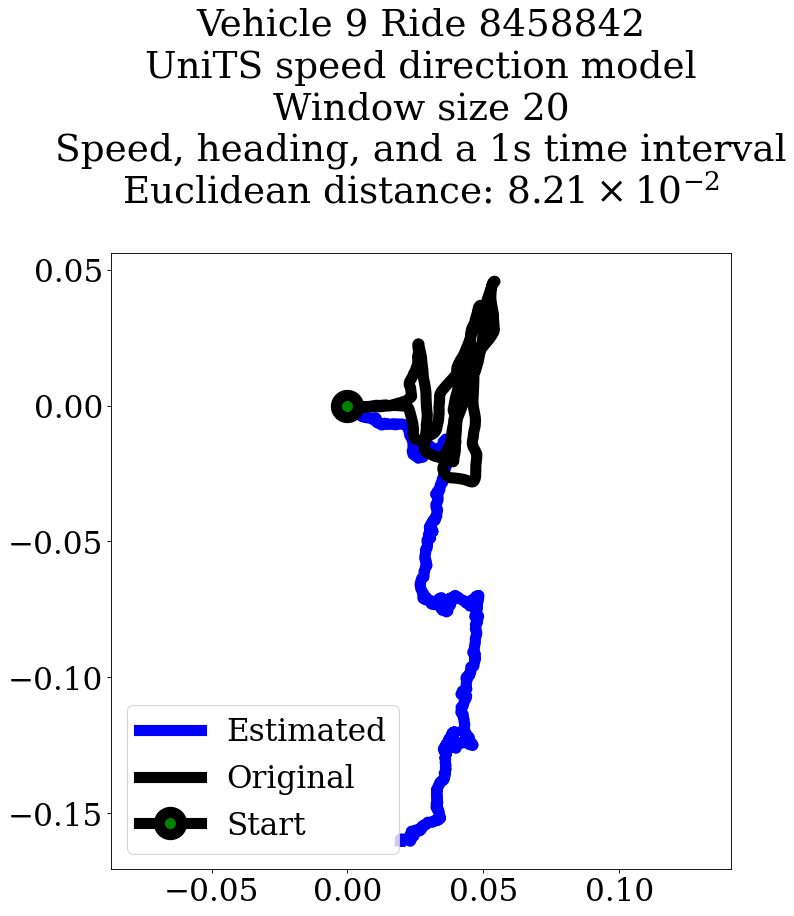 Vehicle 9 Ride 8458842
UniTS speed direction model
Window size 20
Speed, heading, and a 1s time interval
Euclidean distance: 8.21 × 10⁻²
0.05
0.00
−0.05
−0.10
−0.15
Estimated
Original
Start
−0.05
0.00
0.05
0.10